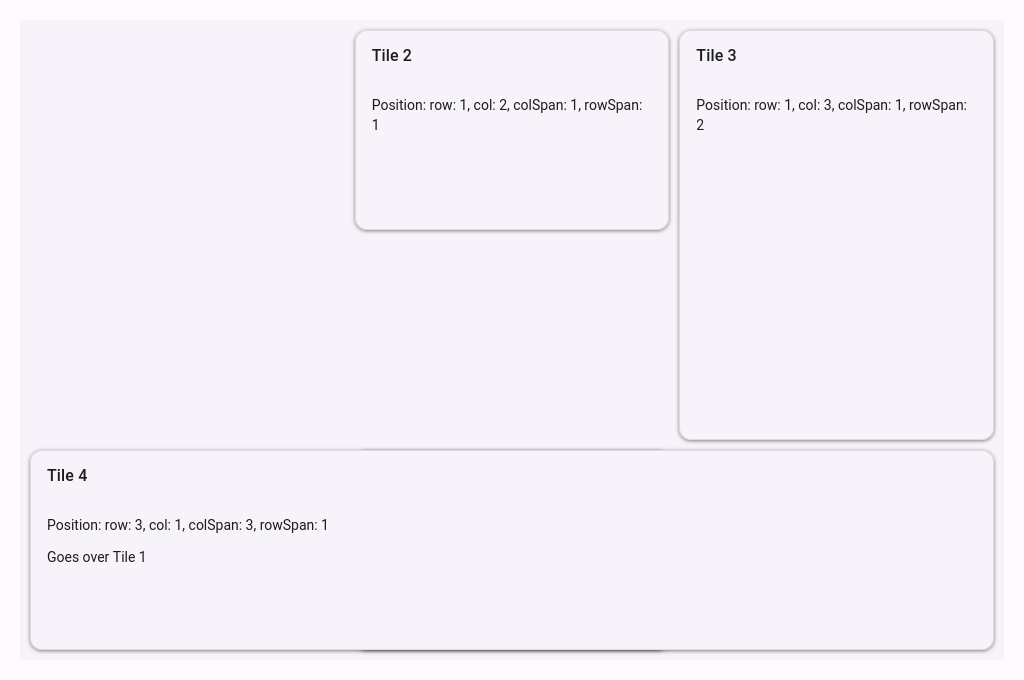 Tile 2
Position: row: 1, col: 2, colSpan: 1, rowSpan:
1
Tile 3
Position: row: 1, col: 3, colSpan: 1, rowSpan:
2
Tile 4
Position: row: 3, col: 1, colSpan: 3, rowSpan: 1
Goes over Tile 1